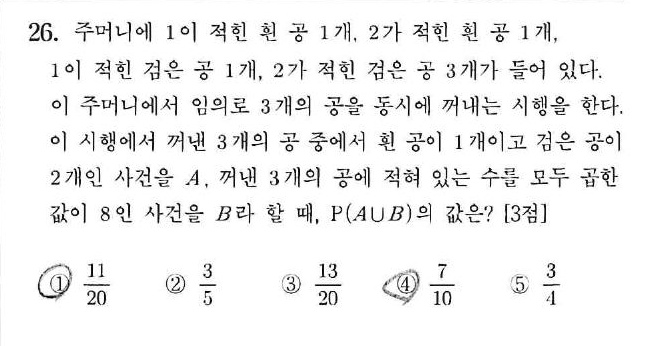 26. 주머니에 1이 적힌 흰 공 1개, 2가 적힌 흰 공 1개,
1이 적힌 검은 공 1개, 2가 적힌 검은 공 3개가 들어 있다.
이 주머니에서 임의로 3개의 공을 동시에 꺼내는 시행을 한다.
이 시행에서 꺼낸 3개의 공 중에서 흰 공이 1개이고 검은 공이
2개인 사건을 A, 꺼낸 3개의 공에 적혀 있는 수를 모두 곱한
값이 8인 사건을 B라 할 때, P(A∪B)의 값은? [3점]
① 11/20 ② 3/5 ③ 13/20 ④ 7/10 ⑤ 3/4